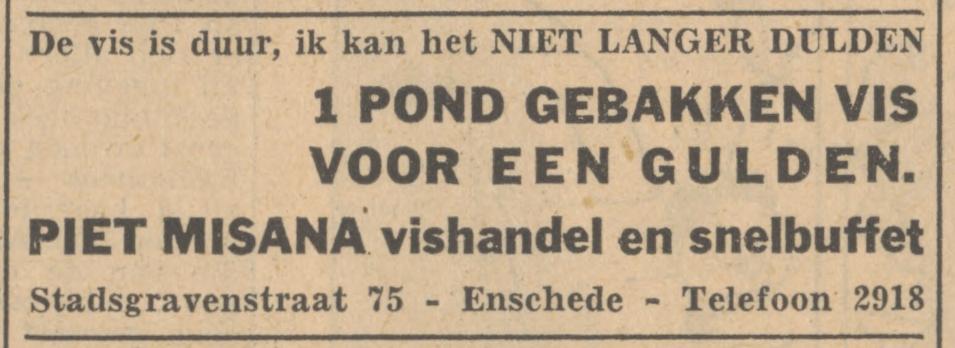 De vis is duur, ik kan het NIET LANGER DULDEN
1 POND GEBAKKEN VIS
VOOR EEN GULDEN.
PIET MISANA vishandel en snelbuffet
Stadsgravenstraat 75 - Enschede - Telefoon 2918